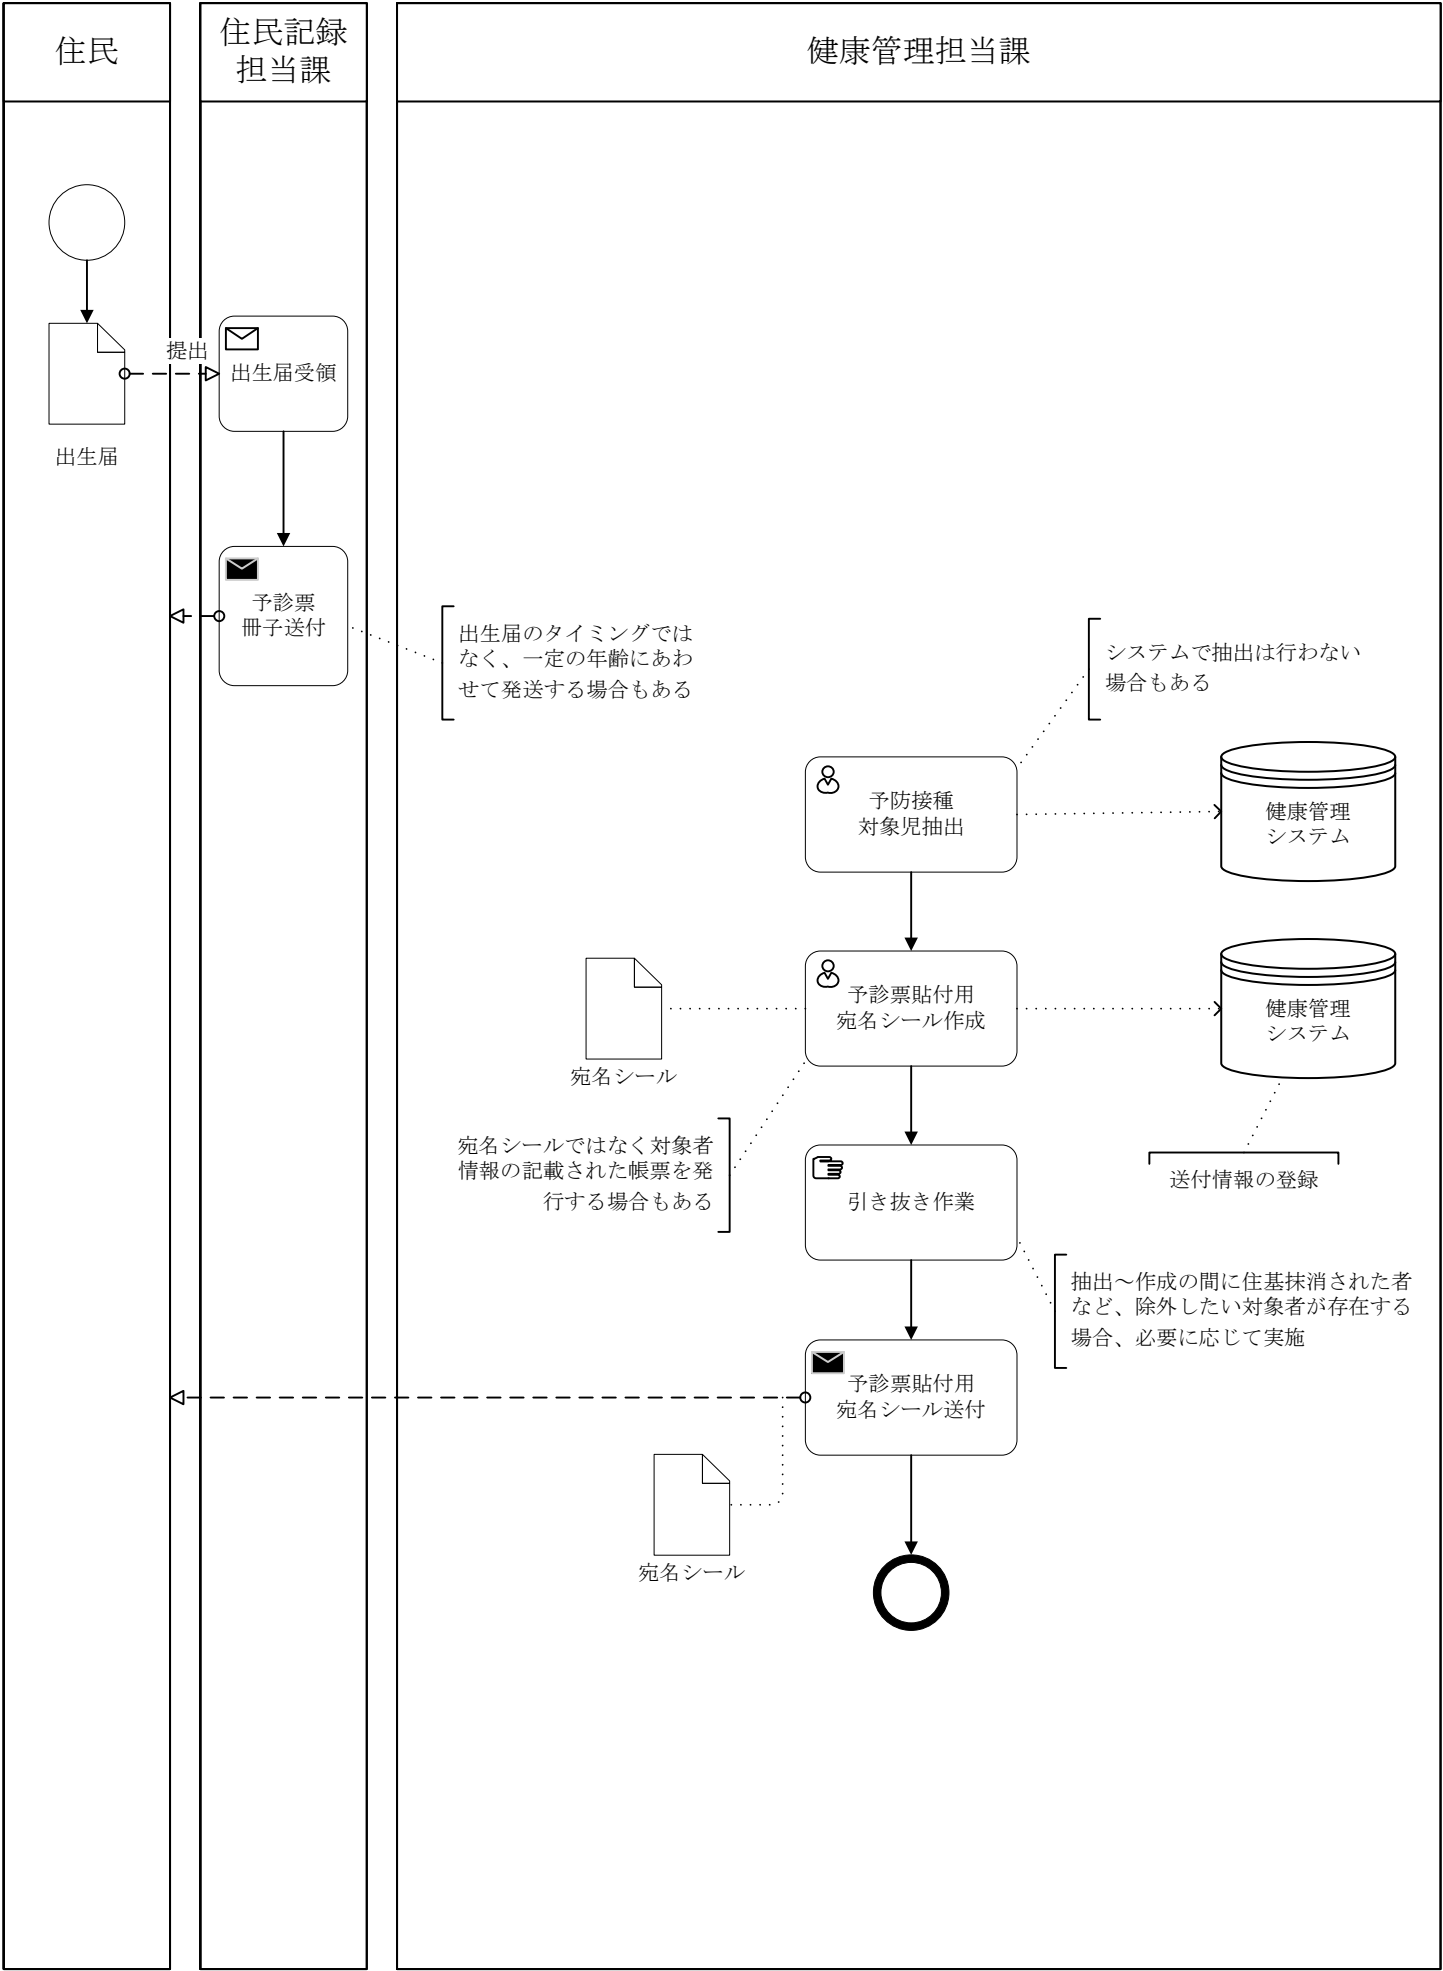 住民
住民記録
担当課
健康管理担当課
提出
出生届受領
出生届
予診票
冊子送付
出生届のタイミングでは
なく、一定の年齢にあわ
せて発送する場合もある
システムで抽出は行わない
場合もある
予防接種
対象児抽出
健康管理
システム
予診票貼付用
宛名シール作成
健康管理
システム
宛名シール
宛名シールではなく対象者
情報の記載された帳票を発
行する場合もある
送付情報の登録
引き抜き作業
抽出～作成の間に住基抹消された者
など、除外したい対象者が存在する
場合、必要に応じて実施
予診票貼付用
宛名シール送付
宛名シール